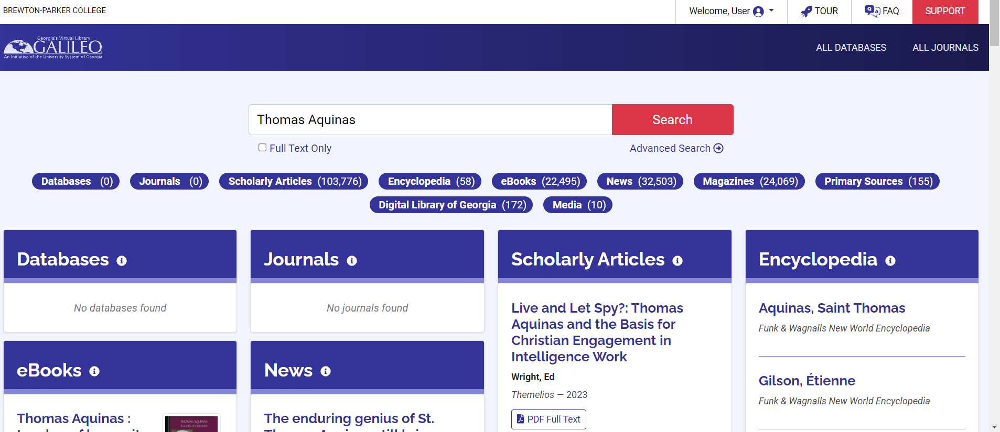 BREWTON-PARKER COLLEGE
Welcome, User
TOUR
FAQ
SUPPORT
Georgia's Virtual Library
GALILEO
An Initiative of the University System of Georgia
ALL DATABASES
ALL JOURNALS
Thomas Aquinas
Search
Full Text Only
Advanced Search
Databases (0)
Journals (0)
Scholarly Articles (103,776)
Encyclopedia (58)
eBooks (22,495)
News (32,503)
Magazines (24,069)
Primary Sources (155)
Digital Library of Georgia (172)
Media (10)
Databases
No databases found
Journals
No journals found
Scholarly Articles
Live and Let Spy?: Thomas
Aquinas and the Basis for
Christian Engagement in
Intelligence Work
Wright, Ed
Themelios — 2023
PDF Full Text
Encyclopedia
Aquinas, Saint Thomas
Funk & Wagnalls New World Encyclopedia
Gilson, Étienne
Funk & Wagnalls New World Encyclopedia
eBooks
Thomas Aquinas :
THOMAS AQUINAS
TEACHER OF HUMANITY
News
The enduring genius of St.